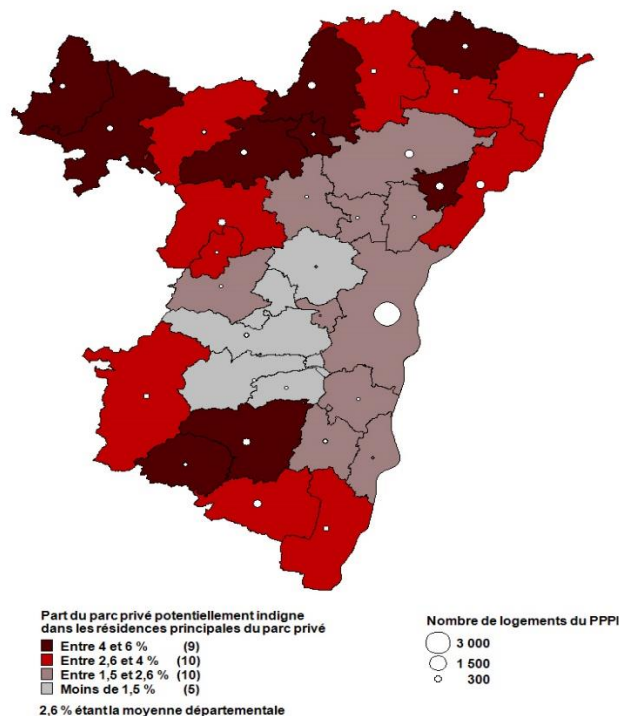 Part du parc privé potentiellement indigne
dans les résidences principales du parc privé
Entre 4 et 6 % (9)
Entre 2,6 et 4 % (10)
Entre 1,5 et 2,6 % (10)
Moins de 1,5 % (5)
2,6 % étant la moyenne départementale
Nombre de logements du PPPI
3 000
1 500
300